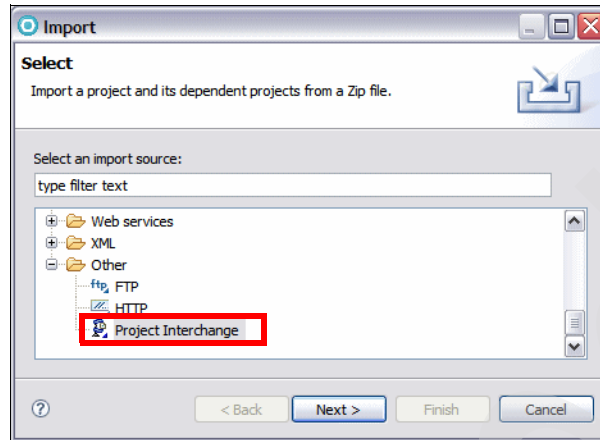 Import
Select
Import a project and its dependent projects from a Zip file.
Select an import source:
type filter text
Web services
XML
Other
ftp FTP
HTTP
Project Interchange
? < Back Next > Finish Cancel